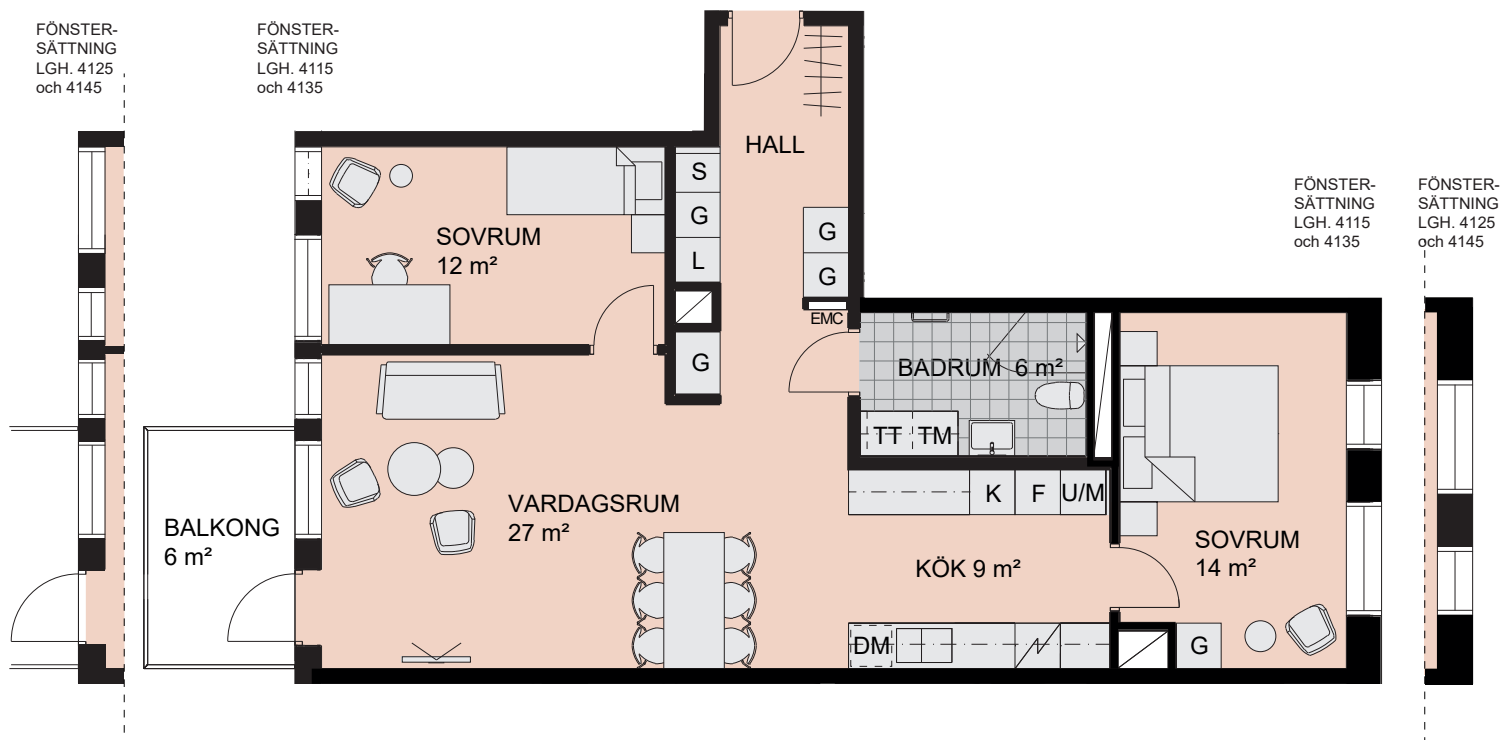 FÖNSTER-
SÄTTNING
LGH. 4125
och 4145
FÖNSTER-
SÄTTNING
LGH. 4115
och 4135
HALL
S
G
L
G
G
G
EMC
SOVRUM
12 m²
BADRUM 6 m²
TT
TM
FÖNSTER-
SÄTTNING
LGH. 4115
och 4135
FÖNSTER-
SÄTTNING
LGH. 4125
och 4145
BALKONG
6 m²
VARDAGSRUM
27 m²
K
F
U/M
KÖK 9 m²
DM
SOVRUM
14 m²
G